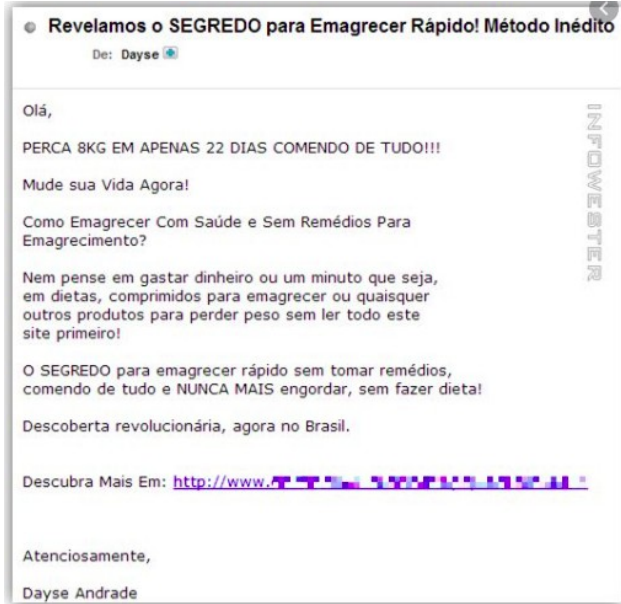 Revelamos o SEGREDO para Emagrecer Rápido! Método Inédito
De: Dayse
Olá,
PERCA 8KG EM APENAS 22 DIAS COMENDO DE TUDO!!!
Mude sua Vida Agora!
Como Emagrecer Com Saúde e Sem Remédios Para
Emagrecimento?
Nem pense em gastar dinheiro ou um minuto que seja,
em dietas, comprimidos para emagrecer ou quaisquer
outros produtos para perder peso sem ler todo este
site primeiro!
O SEGREDO para emagrecer rápido sem tomar remédios,
comendo de tudo e NUNCA MAIS engordar, sem fazer dieta!
Descoberta revolucionária, agora no Brasil.
Descubra Mais Em: http://www.
Atenciosamente,
Dayse Andrade
INFOWESTER